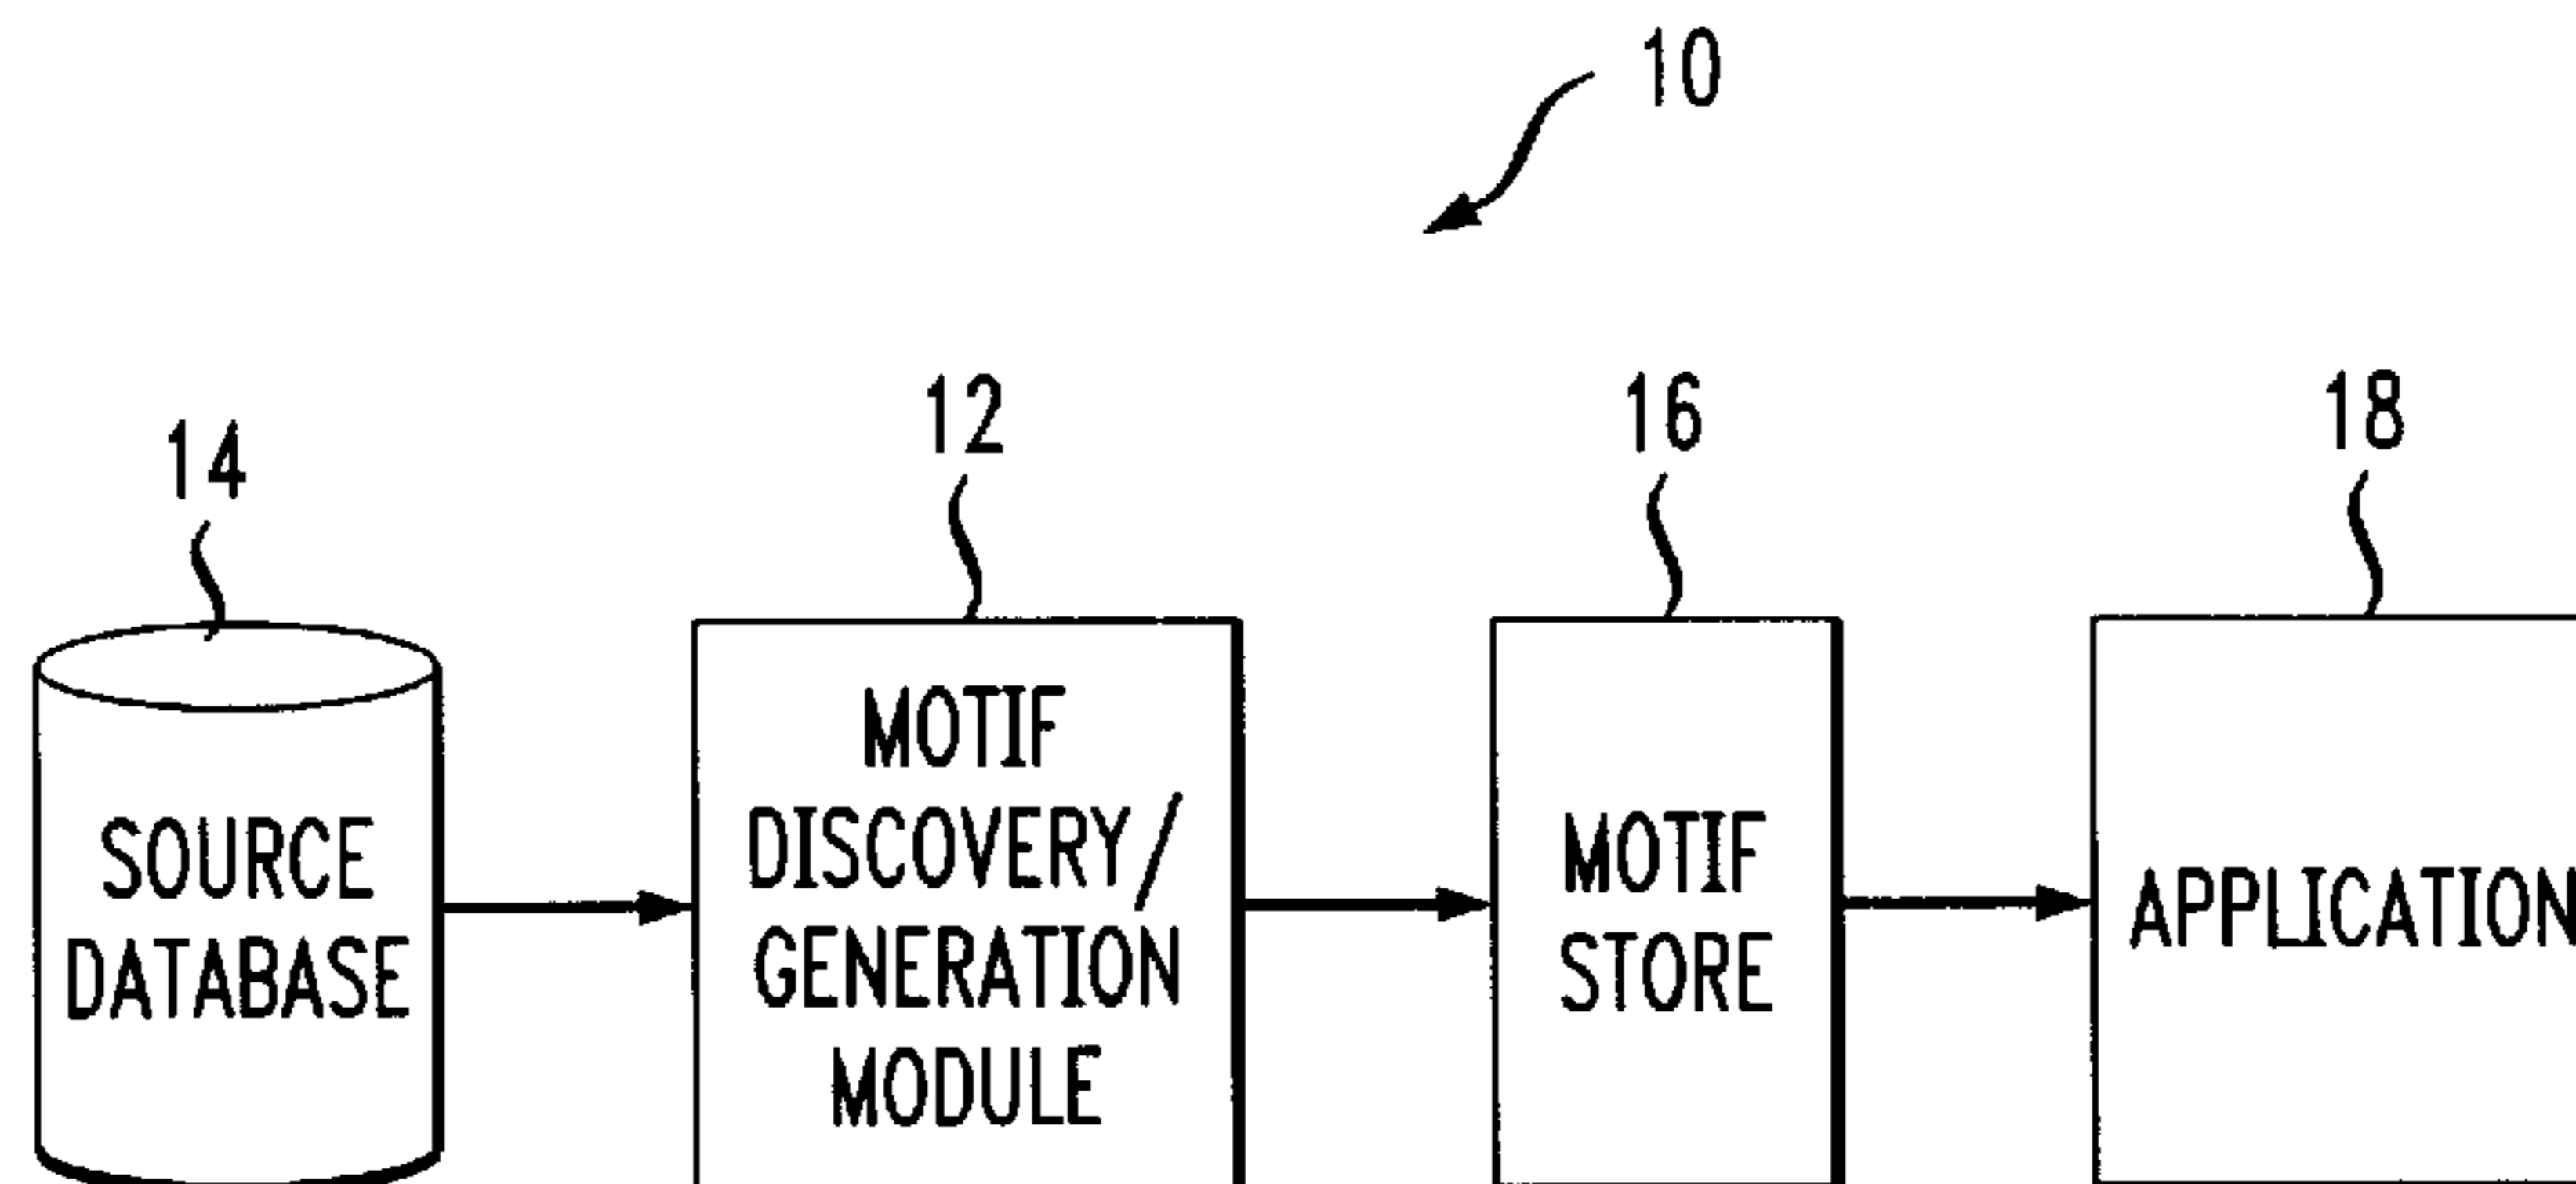 10
14
12
16
18
SOURCE
DATABASE
MOTIF
DISCOVERY/
GENERATION
MODULE
MOTIF
STORE
APPLICATION